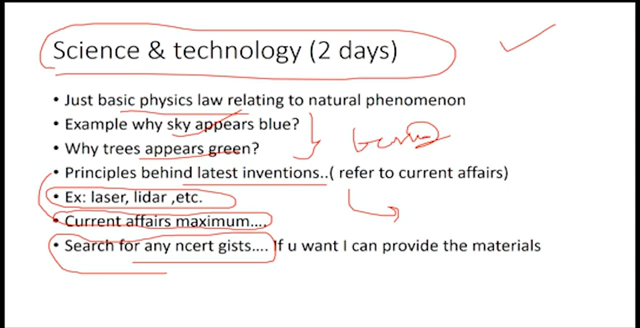 Science & technology (2 days)
• Just basic physics law relating to natural phenomenon
• Example why sky appears blue?
• Why trees appears green?
• Principles behind latest inventions..( refer to current affairs)
• Ex: laser, lidar ,etc.
• Current affairs maximum....
• Search for any ncert gists.... If u want I can provide the materials